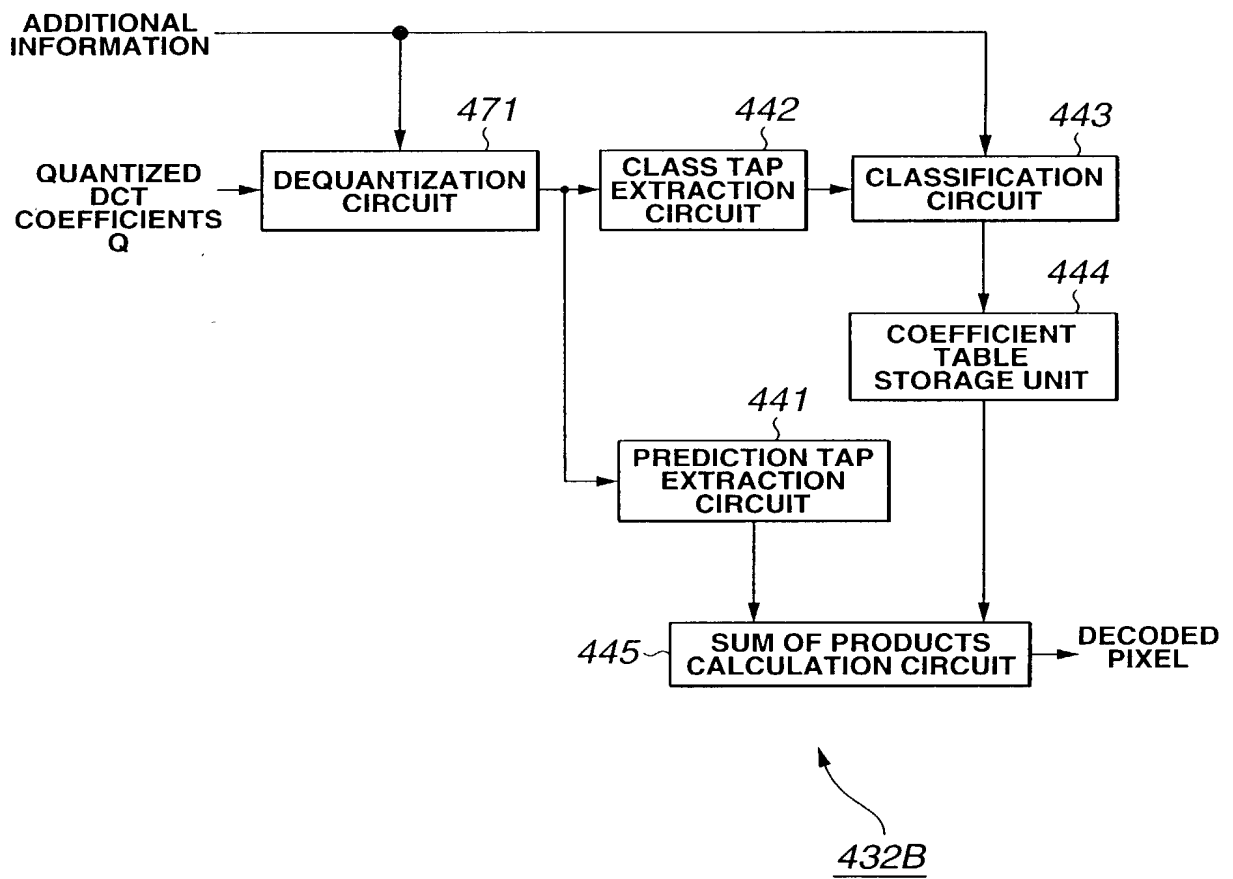 ADDITIONAL
INFORMATION
471
442
443
QUANTIZED
DCT
COEFFICIENTS
Q
DEQUANTIZATION
CIRCUIT
CLASS TAP
EXTRACTION
CIRCUIT
CLASSIFICATION
CIRCUIT
444
COEFFICIENT
TABLE
STORAGE UNIT
441
PREDICTION TAP
EXTRACTION
CIRCUIT
445
SUM OF PRODUCTS
CALCULATION CIRCUIT
DECODED
PIXEL
432B